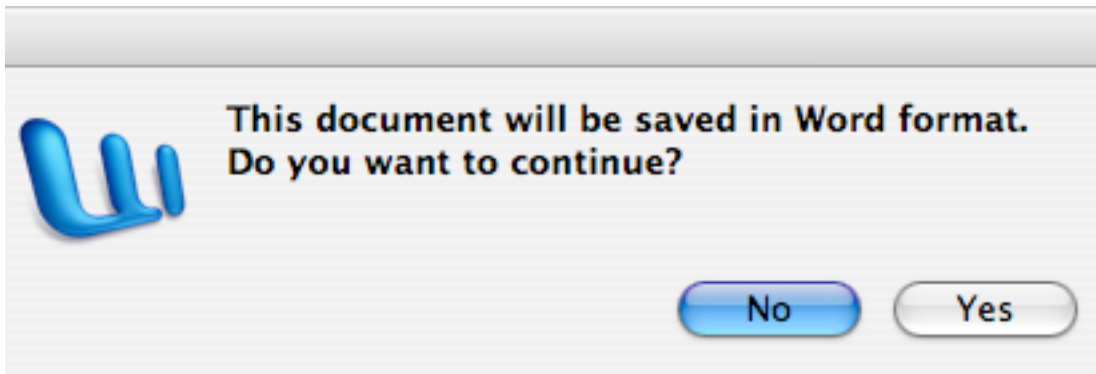 This document will be saved in Word format.
Do you want to continue?
No Yes